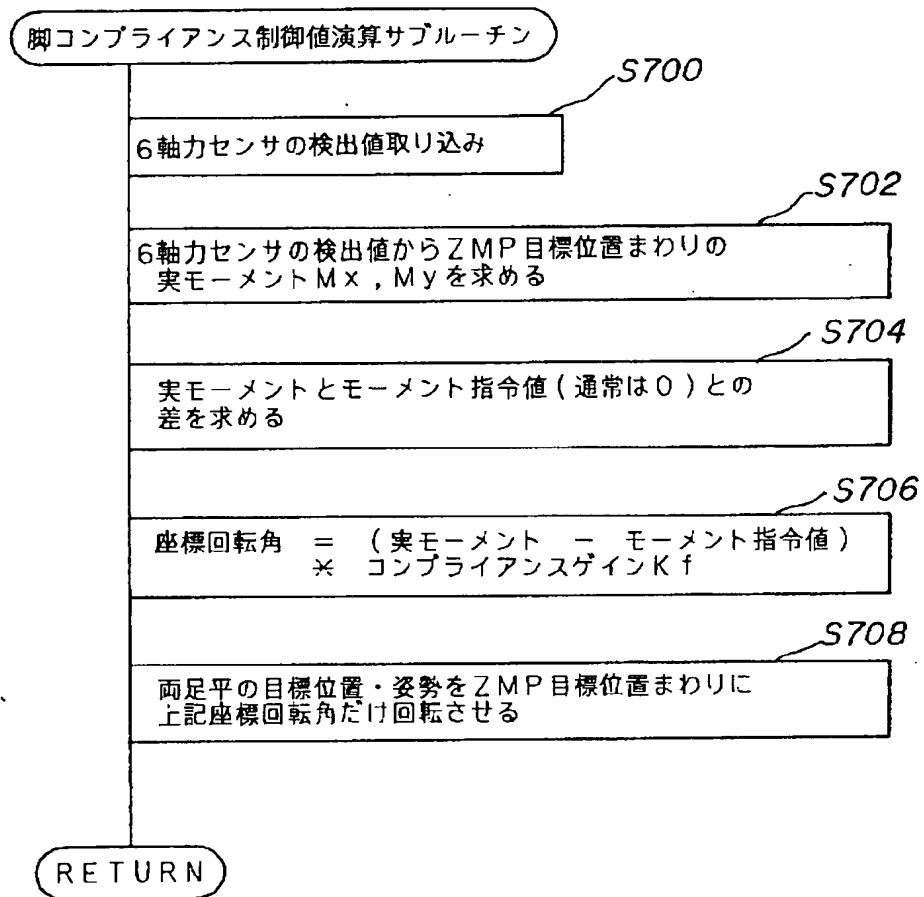 脚コンプライアンス制御値演算サブルーチン
S700
6軸力センサの検出値取り込み
S702
6軸力センサの検出値からZMP目標位置まわりの
実モーメントMx,Myを求める
S704
実モーメントとモーメント指令値(通常は0)との
差を求める
S706
座標回転角 = (実モーメント − モーメント指令値)
* コンプライアンスゲインKf
S708
両足平の目標位置・姿勢をZMP目標位置まわりに
上記座標回転角だけ回転させる
RETURN